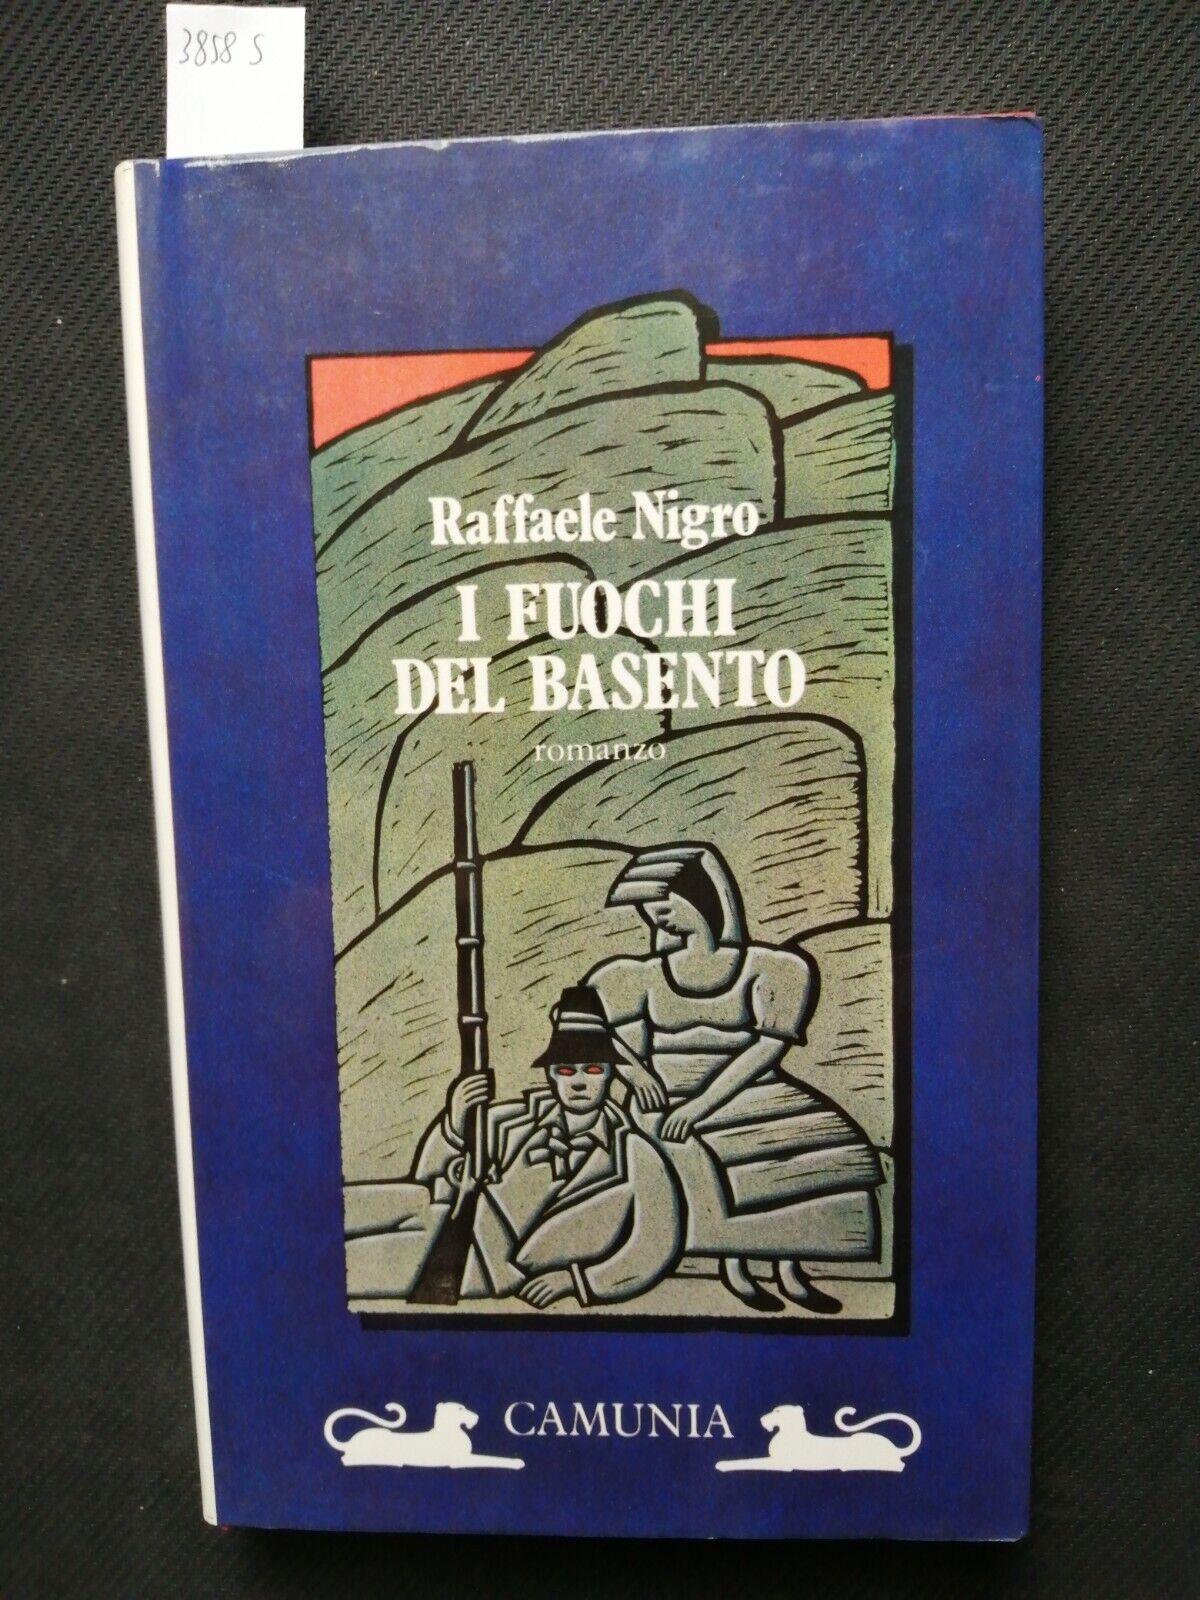 3858 S
Raffaele Nigro
I FUOCHI
DEL BASENTO
romanzo
CAMUNIA